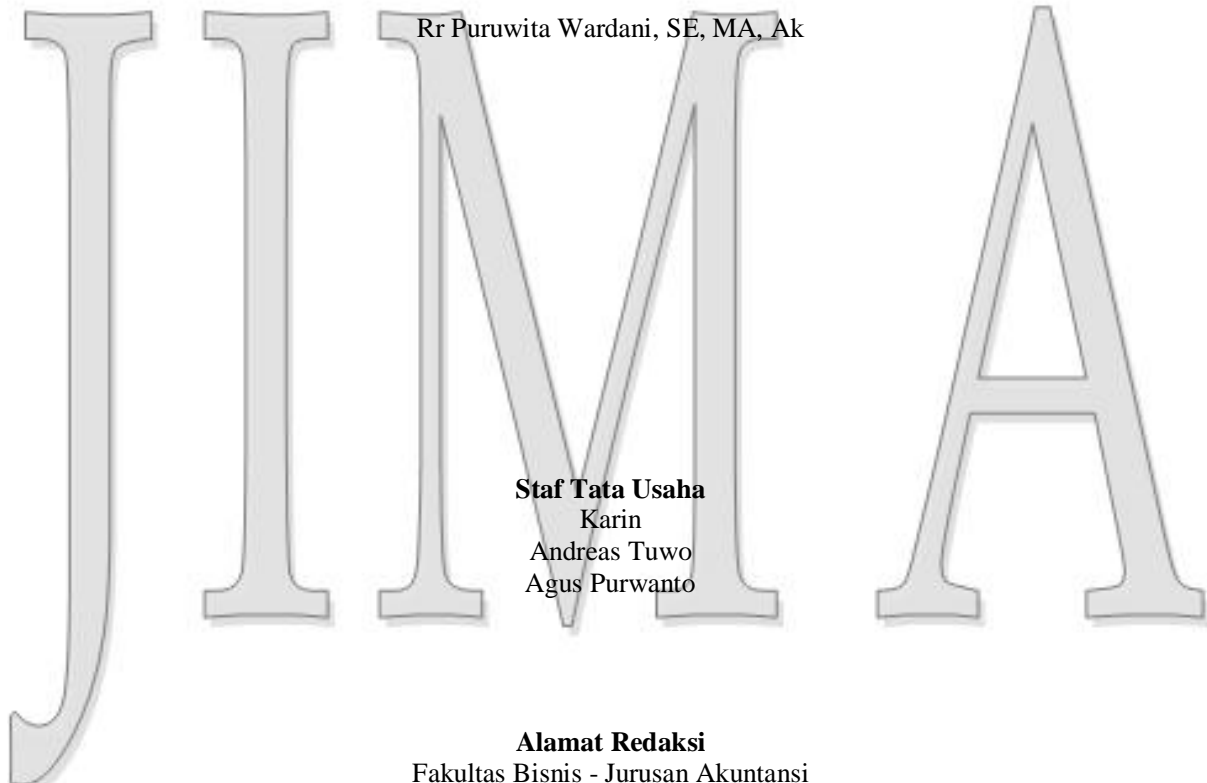 Rr Puruwita Wardani, SE, MA, Ak
JIMA
Staf Tata Usaha
Karin
Andreas Tuwo
Agus Purwanto
Alamat Redaksi
Fakultas Bisnis - Jurusan Akuntansi